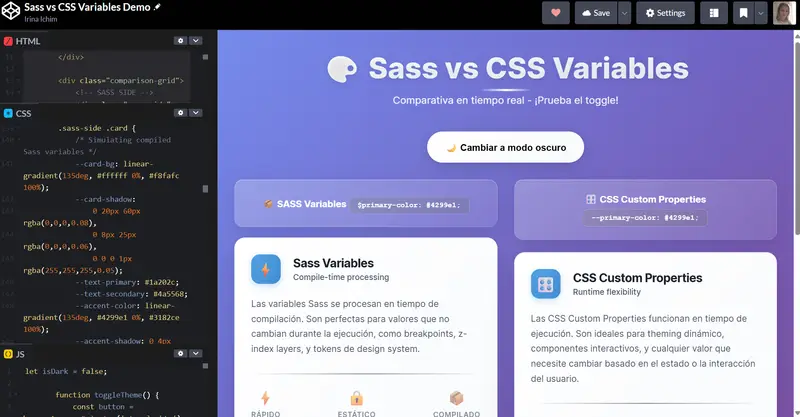 Sass vs CSS Variables Demo
Irina Ichim
Save
Settings
HTML
</div>
<div class="comparison-grid">
<!-- SASS SIDE -->
CSS
.sass-side .card {
/* Simulating compiled
Sass variables */
--card-bg: linear-
gradient(135deg, #ffffff 0%, #f8fafc
100%);
--card-shadow:
0 20px 60px
rgba(0,0,0,0.08),
0 8px 25px
rgba(0,0,0,0.06),
0 0 0 1px
rgba(255,255,255,0.05);
--text-primary: #1a202c;
--text-secondary: #4a5568;
--accent-color: linear-
gradient(135deg, #4299e1 0%, #3182ce
100%);
--accent-shadow: 0 4px
JS
let isDark = false;
function toggleTheme() {
const button =
Sass vs CSS Variables
Comparativa en tiempo real - ¡Prueba el toggle!
Cambiar a modo oscuro
SASS Variables $primary-color: #4299e1;
CSS Custom Properties
--primary-color: #4299e1;
Sass Variables
Compile-time processing
Las variables Sass se procesan en tiempo de
compilación. Son perfectas para valores que no
cambian durante la ejecución, como breakpoints, z-
index layers, y tokens de design system.
RÁPIDO
ESTÁTICO
COMPILADO
CSS Custom Properties
Runtime flexibility
Las CSS Custom Properties funcionan en tiempo de
ejecución. Son ideales para theming dinámico,
componentes interactivos, y cualquier valor que
necesite cambiar basado en el estado o la interacción
del usuario.